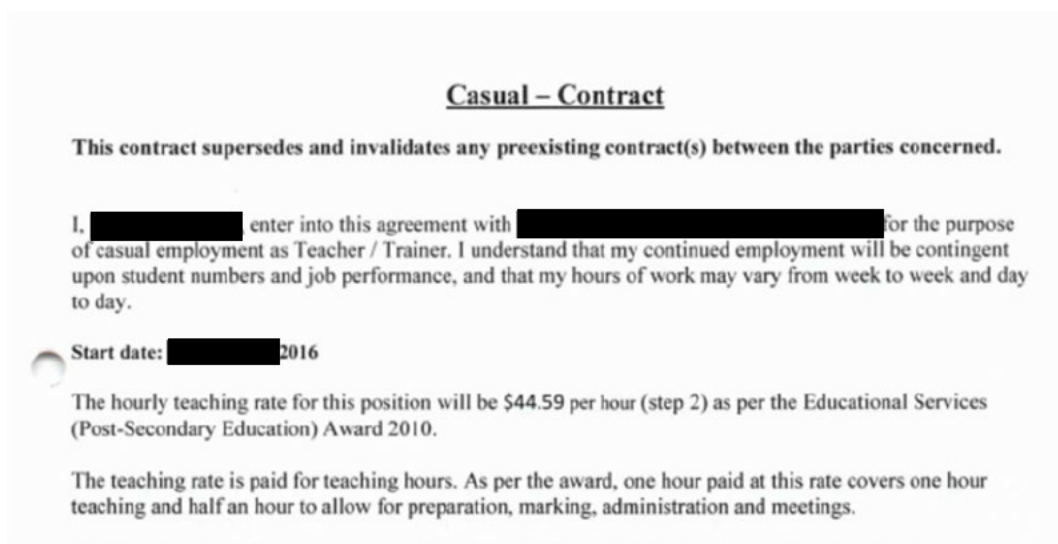 Casual – Contract
This contract supersedes and invalidates any preexisting contract(s) between the parties concerned.
I, enter into this agreement with for the purpose
of casual employment as Teacher / Trainer. I understand that my continued employment will be contingent
upon student numbers and job performance, and that my hours of work may vary from week to week and day
to day.
Start date: 2016
The hourly teaching rate for this position will be $44.59 per hour (step 2) as per the Educational Services
(Post-Secondary Education) Award 2010.
The teaching rate is paid for teaching hours. As per the award, one hour paid at this rate covers one hour
teaching and half an hour to allow for preparation, marking, administration and meetings.